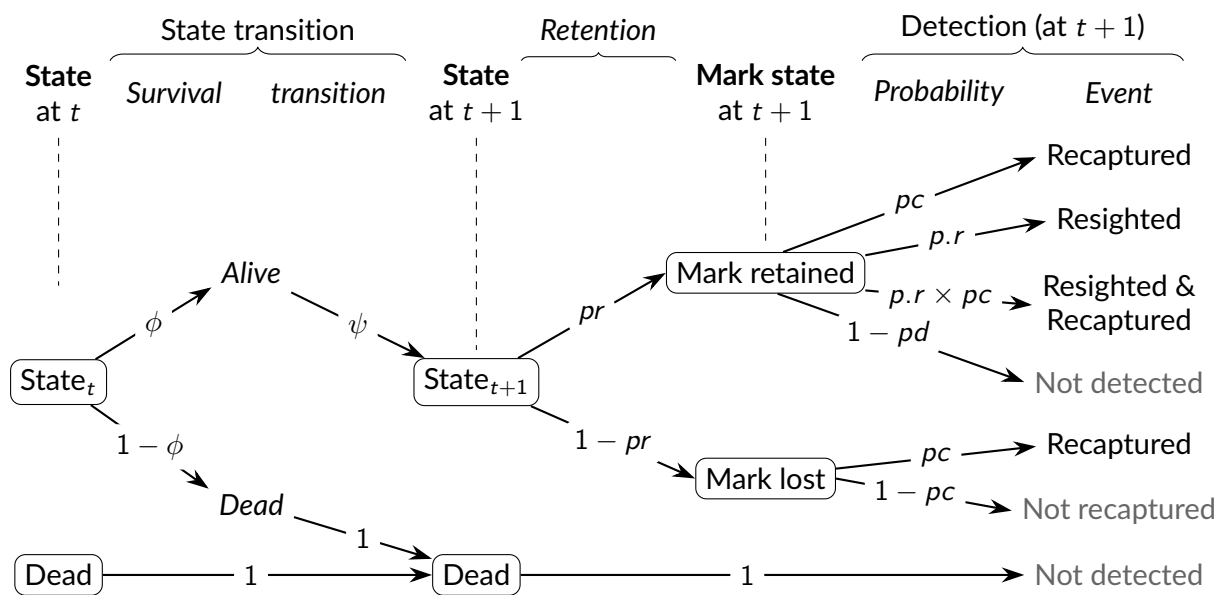 State transition
Retention
Detection (at t + 1)
State
at t
Survival
transition
State
at t + 1
Mark state
at t + 1
Probability
Event
Recaptured
pc
Resighted
p.r
Alive
Mark retained
p.r × pc
Resighted &
Recaptured
ϕ
ψ
pr
1 − pd
State_t
State_{t+1}
Not detected
1 − ϕ
1 − pr
pc
Recaptured
Mark lost
1 − pc
Not recaptured
Dead
1
Dead
1
Dead
1
Not detected